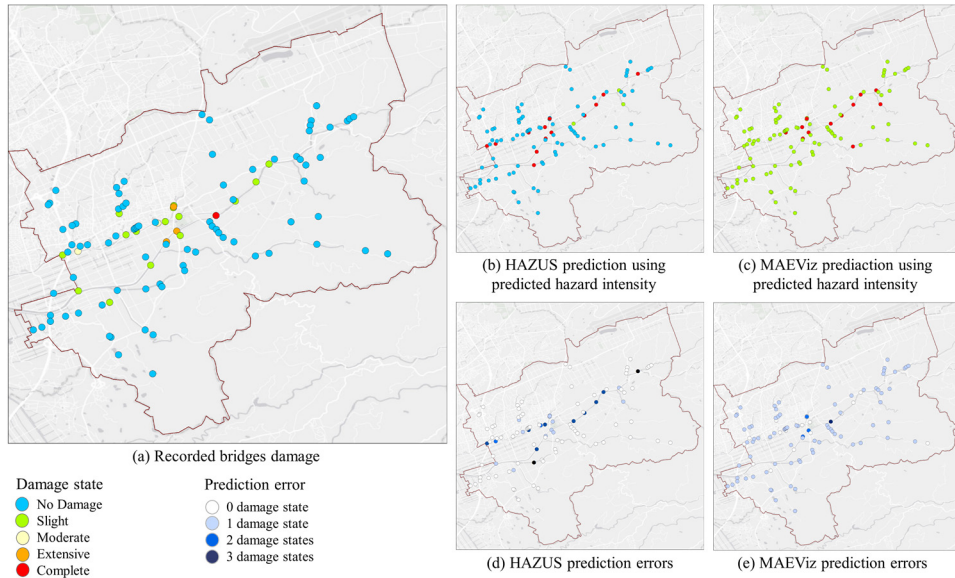 (a) Recorded bridges damage
(b) HAZUS prediction using
predicted hazard intensity
(c) MAEViz prediaction using
predicted hazard intensity
Damage state
No Damage
Slight
Moderate
Extensive
Complete
Prediction error
0 damage state
1 damage state
2 damage states
3 damage states
(d) HAZUS prediction errors
(e) MAEViz prediction errors